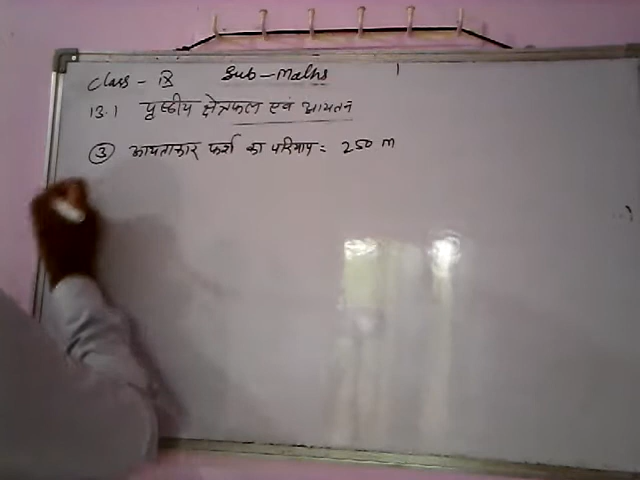 Class - IX Sub - Maths
13.1 पृष्ठीय क्षेत्रफल एवं आयतन
③ आयताकार फर्श का परिमाप = 250 m